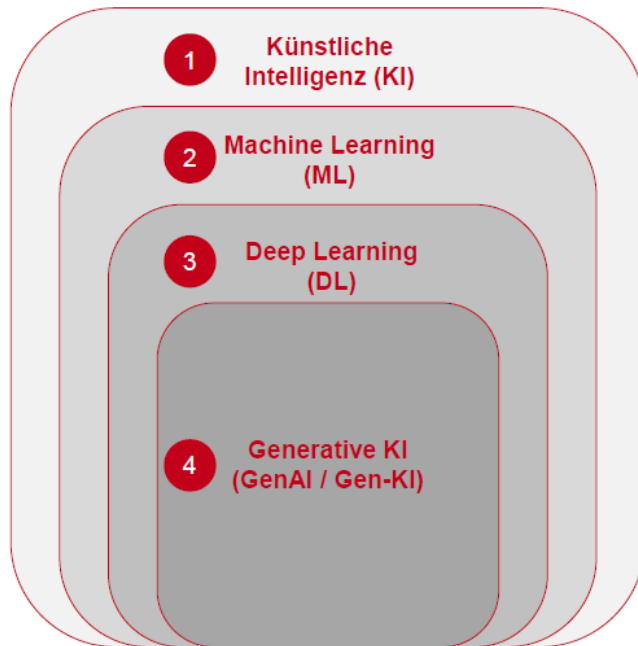 1
Künstliche
Intelligenz (KI)
2
Machine Learning
(ML)
3
Deep Learning
(DL)
4
Generative KI
(GenAI / Gen-KI)